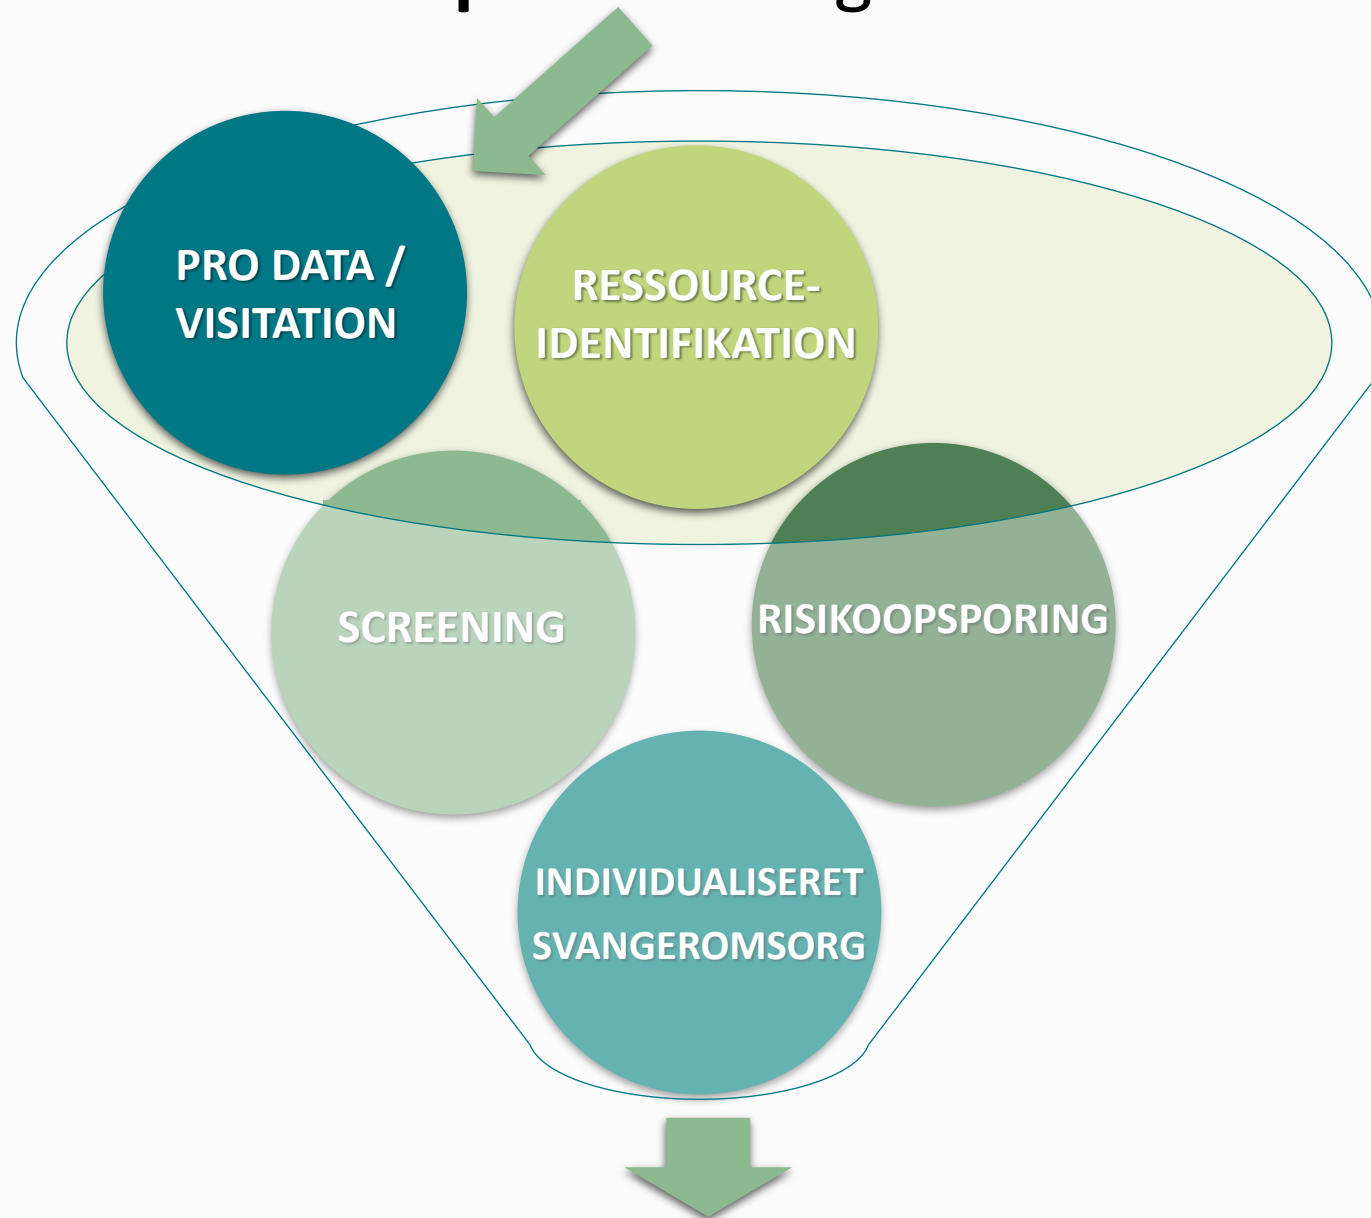 PRO DATA /
VISITATION
RESSOURCE-
IDENTIFIKATION
SCREENING
RISIKOOPSPORING
INDIVIDUALISERET
SVANGEROMSORG